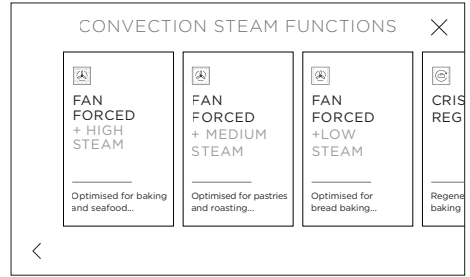 CONVECTION STEAM FUNCTIONS
FAN
FORCED
+ HIGH
STEAM
Optimised for baking
and seafood...
FAN
FORCED
+ MEDIUM
STEAM
Optimised for pastries
and roasting...
FAN
FORCED
+LOW
STEAM
Optimised for
bread baking...
CRIS
REG
Regene
baking